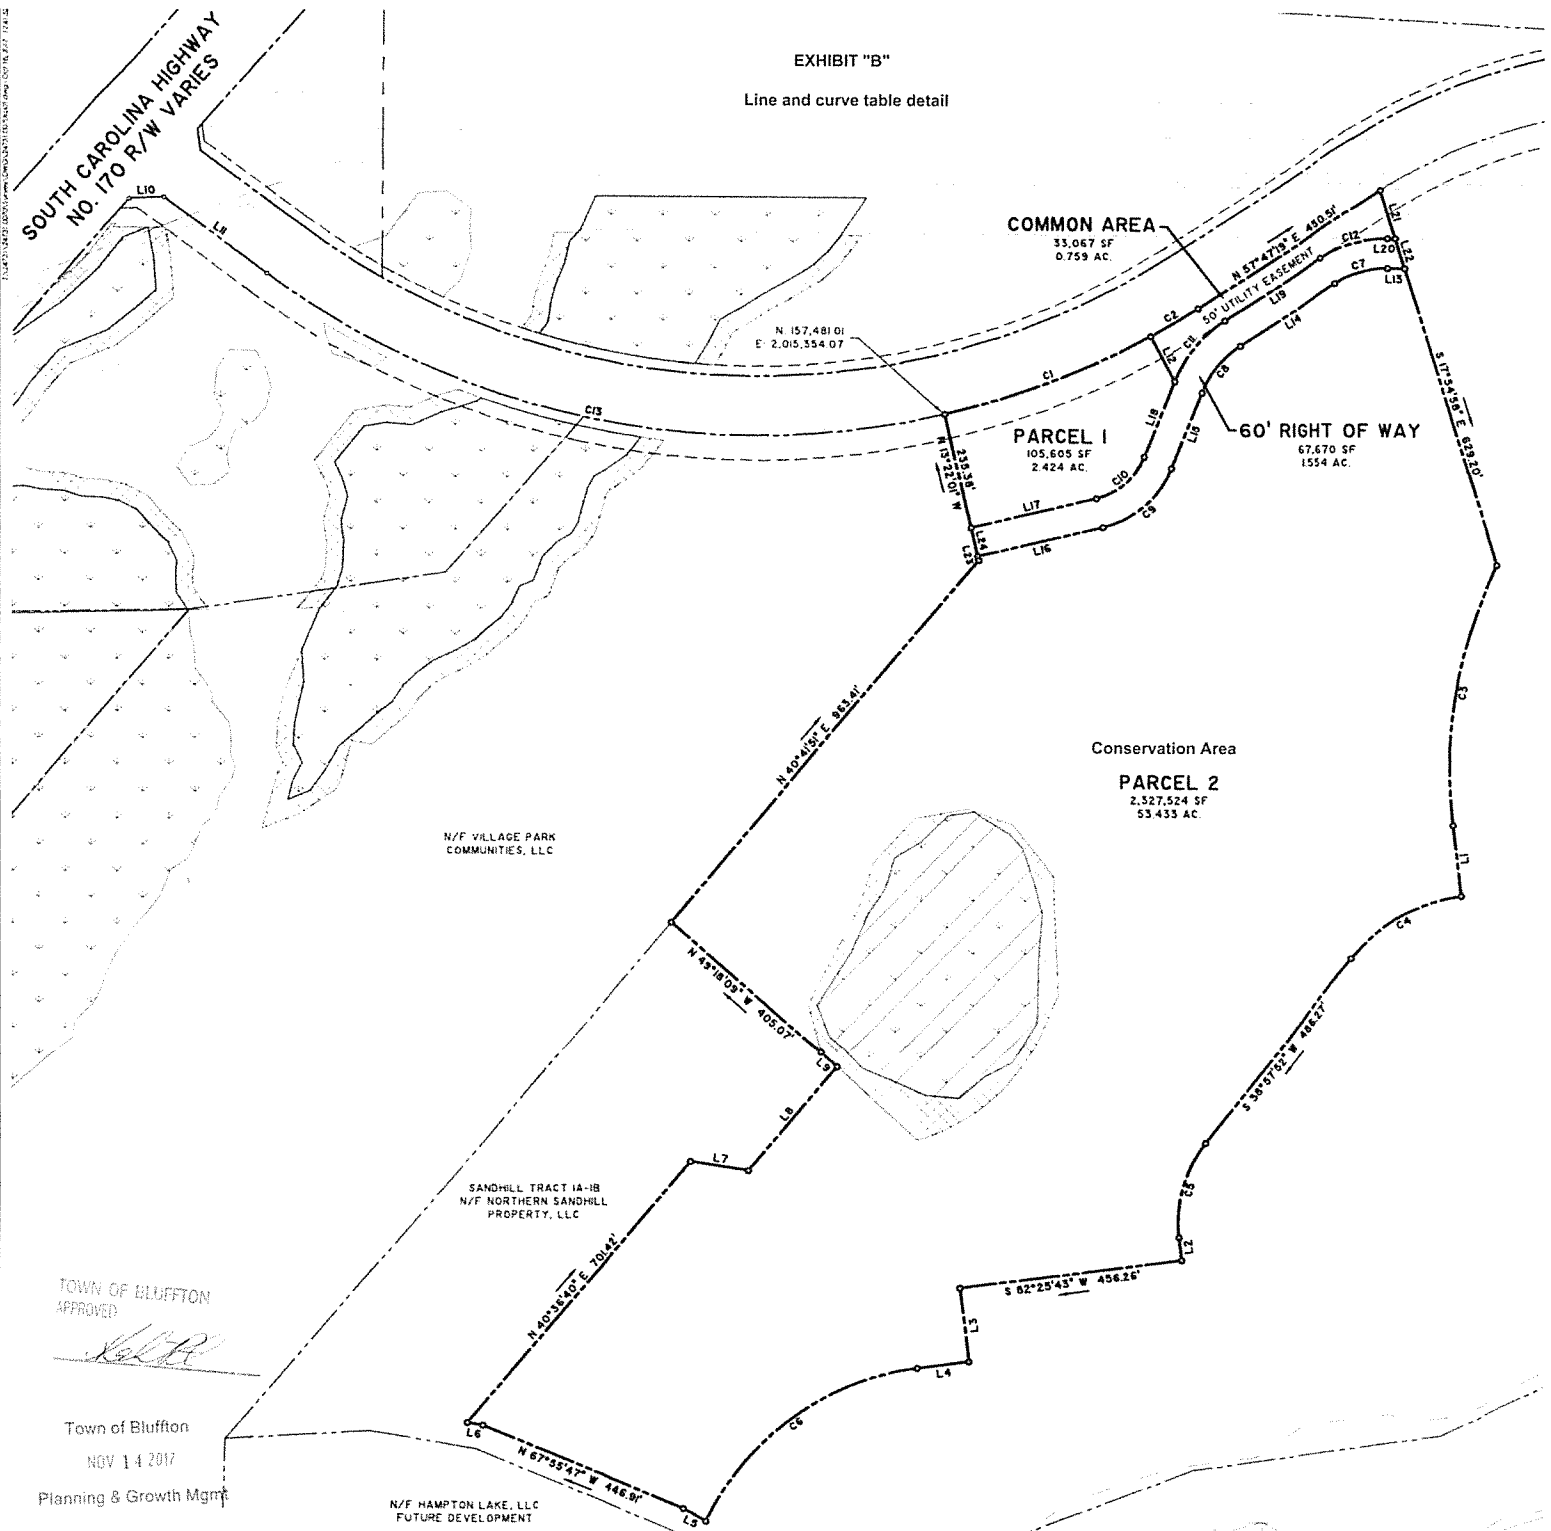 EXHIBIT "B"
Line and curve table detail
SOUTH CAROLINA HIGHWAY
NO. 170 R/W VARIES
L10
L11
C13
N. 157,481.01
E. 2,015,354.07
COMMON AREA
33,067 SF
0.759 AC.
N 57°47'19" E 450.51'
50' UTILITY EASEMENT
L21
C12
L20
L22
C7
L13
L19
L14
C2
C11
L12
C8
C1
L18
L15
PARCEL 1
105,605 SF
2.424 AC.
60' RIGHT OF WAY
67,670 SF
1.554 AC.
S 17°54'58" E 629.20'
235.38'
N 13°22'01" W
C10
L17
C9
L24
L23
L16
C3
N 40°41'51" E 963.41'
Conservation Area
PARCEL 2
2,327,524 SF
53.433 AC.
N/F VILLAGE PARK
COMMUNITIES, LLC
L1
C4
N 49°18'09" W 405.07'
L9
L8
S 38°57'52" W 486.27'
L7
SANDHILL TRACT 1A-1B
N/F NORTHERN SANDHILL
PROPERTY, LLC
C5
L2
N 40°36'40" E 701.42'
S 82°25'43" W 456.26'
L3
L4
C6
TOWN OF BLUFFTON
APPROVED
Town of Bluffton
NOV 14 2017
Planning & Growth Mgmt
L6
N 67°55'47" W 446.91'
L5
N/F HAMPTON LAKE, LLC
FUTURE DEVELOPMENT